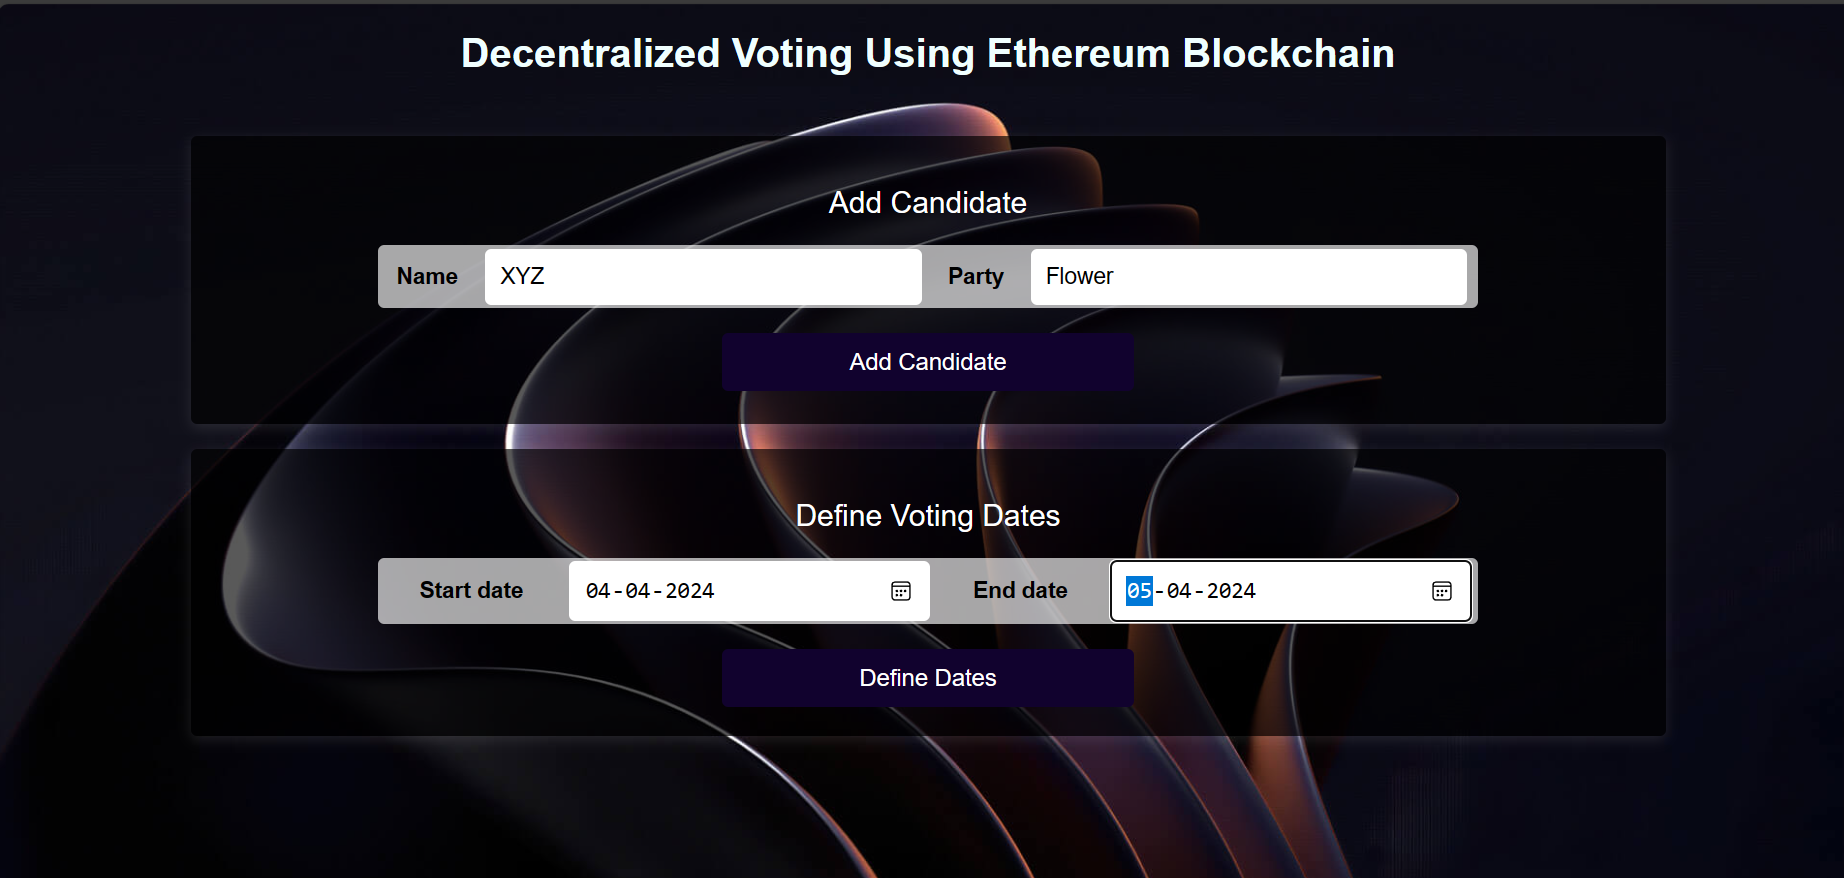 Decentralized Voting Using Ethereum Blockchain
Add Candidate
Name XYZ Party Flower
Add Candidate
Define Voting Dates
Start date 04-04-2024 End date 05-04-2024
Define Dates